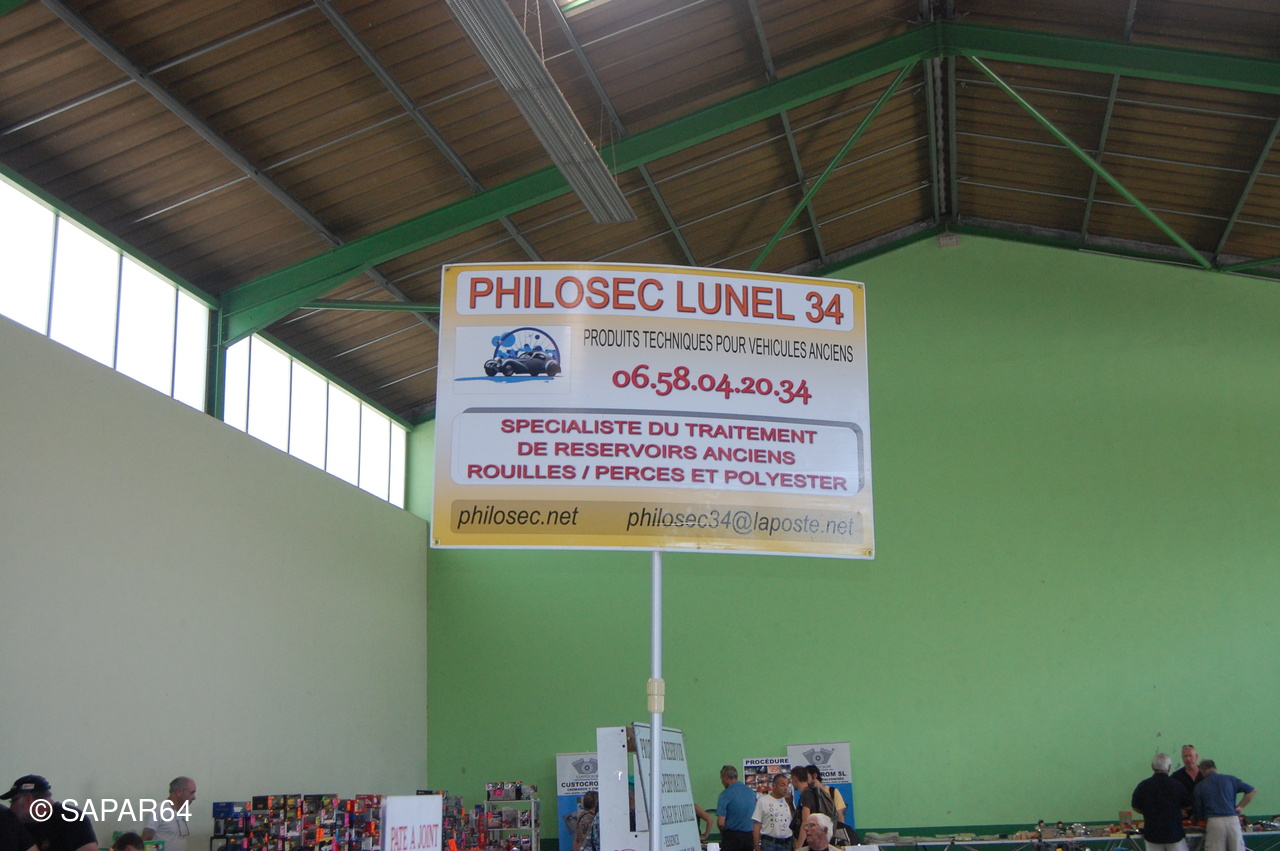 PHILOSEC LUNEL 34
PRODUITS TECHNIQUES POUR VEHICULES ANCIENS
06.58.04.20.34
SPECIALISTE DU TRAITEMENT
DE RESERVOIRS ANCIENS
ROUILLES / PERCES ET POLYESTER
philosec.net philosec34@laposte.net
PROCÉDURE
PATE A JOINT
© SAPAR64